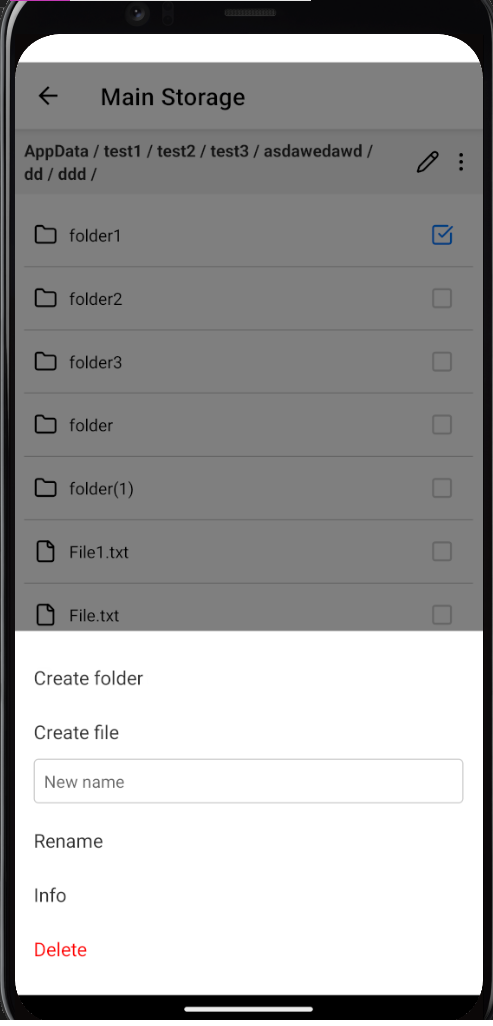 Main Storage
AppData / test1 / test2 / test3 / asdawedawd /
dd / ddd /
folder1
folder2
folder3
folder
folder(1)
File1.txt
File.txt
Create folder
Create file
New name
Rename
Info
Delete